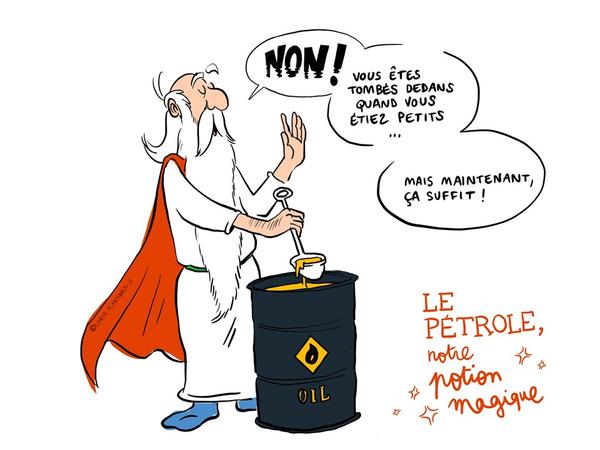 NON!
VOUS ÊTES
TOMBÉS DEDANS
QUAND VOUS
ÉTIEZ PETITS
...
MAIS MAINTENANT,
ÇA SUFFIT !
OIL
LE
PÉTROLE,
notre
potion
magique